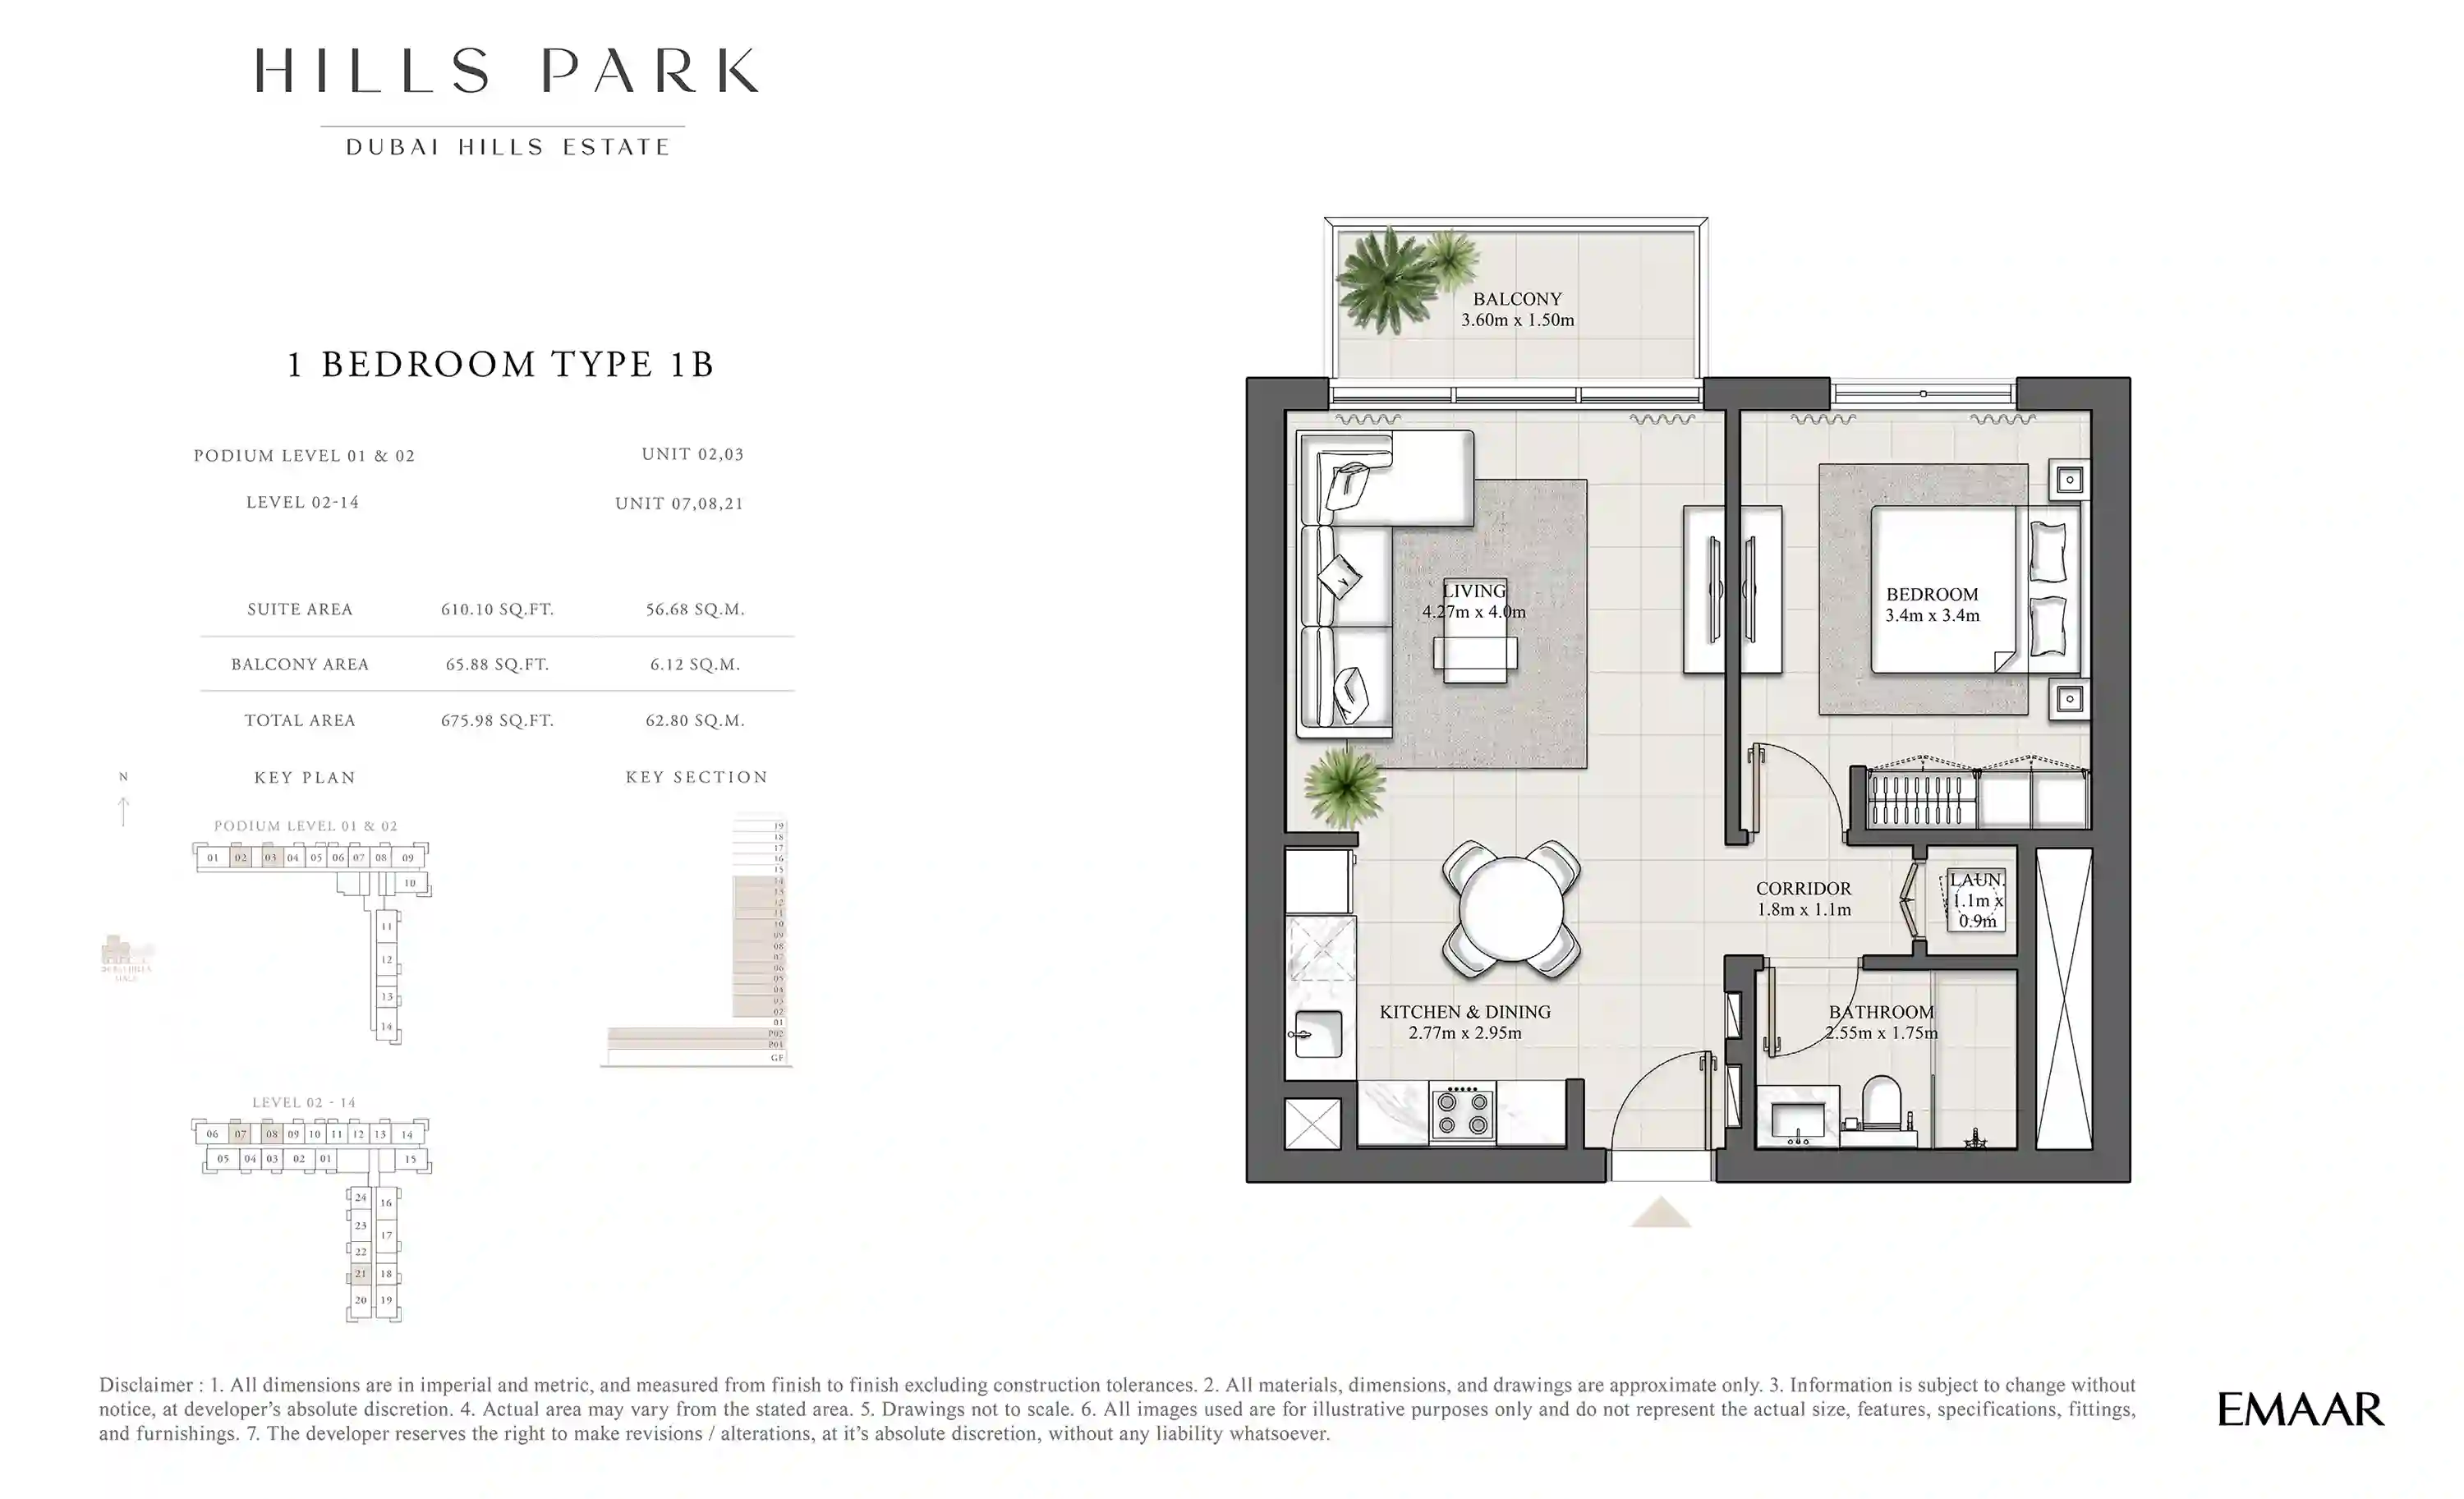 HILLS PARK
DUBAI HILLS ESTATE
1 BEDROOM TYPE 1B
PODIUM LEVEL 01 & 02 UNIT 02,03
LEVEL 02-14 UNIT 07,08,21
SUITE AREA 610.10 SQ.FT. 56.68 SQ.M.
BALCONY AREA 65.88 SQ.FT. 6.12 SQ.M.
TOTAL AREA 675.98 SQ.FT. 62.80 SQ.M.
N
KEY PLAN
PODIUM LEVEL 01 & 02
01 02 03 04 05 06 07 08 09
10
11
12
13
14
DUBAI HILLS
MALL
LEVEL 02 - 14
06 07 08 09 10 11 12 13 14
05 04 03 02 01 15
24 16
23 17
22
21 18
20 19
KEY SECTION
19
18
17
16
15
14
13
12
11
10
09
08
07
06
05
04
03
02
01
P02
P01
GF
BALCONY
3.60m x 1.50m
LIVING
4.27m x 4.0m
BEDROOM
3.4m x 3.4m
CORRIDOR
1.8m x 1.1m
LAUN.
1.1m x
0.9m
KITCHEN & DINING
2.77m x 2.95m
BATHROOM
2.55m x 1.75m
Disclaimer : 1. All dimensions are in imperial and metric, and measured from finish to finish excluding construction tolerances. 2. All materials, dimensions, and drawings are approximate only. 3. Information is subject to change without
notice, at developer's absolute discretion. 4. Actual area may vary from the stated area. 5. Drawings not to scale. 6. All images used are for illustrative purposes only and do not represent the actual size, features, specifications, fittings,
and furnishings. 7. The developer reserves the right to make revisions / alterations, at it's absolute discretion, without any liability whatsoever.
EMAAR